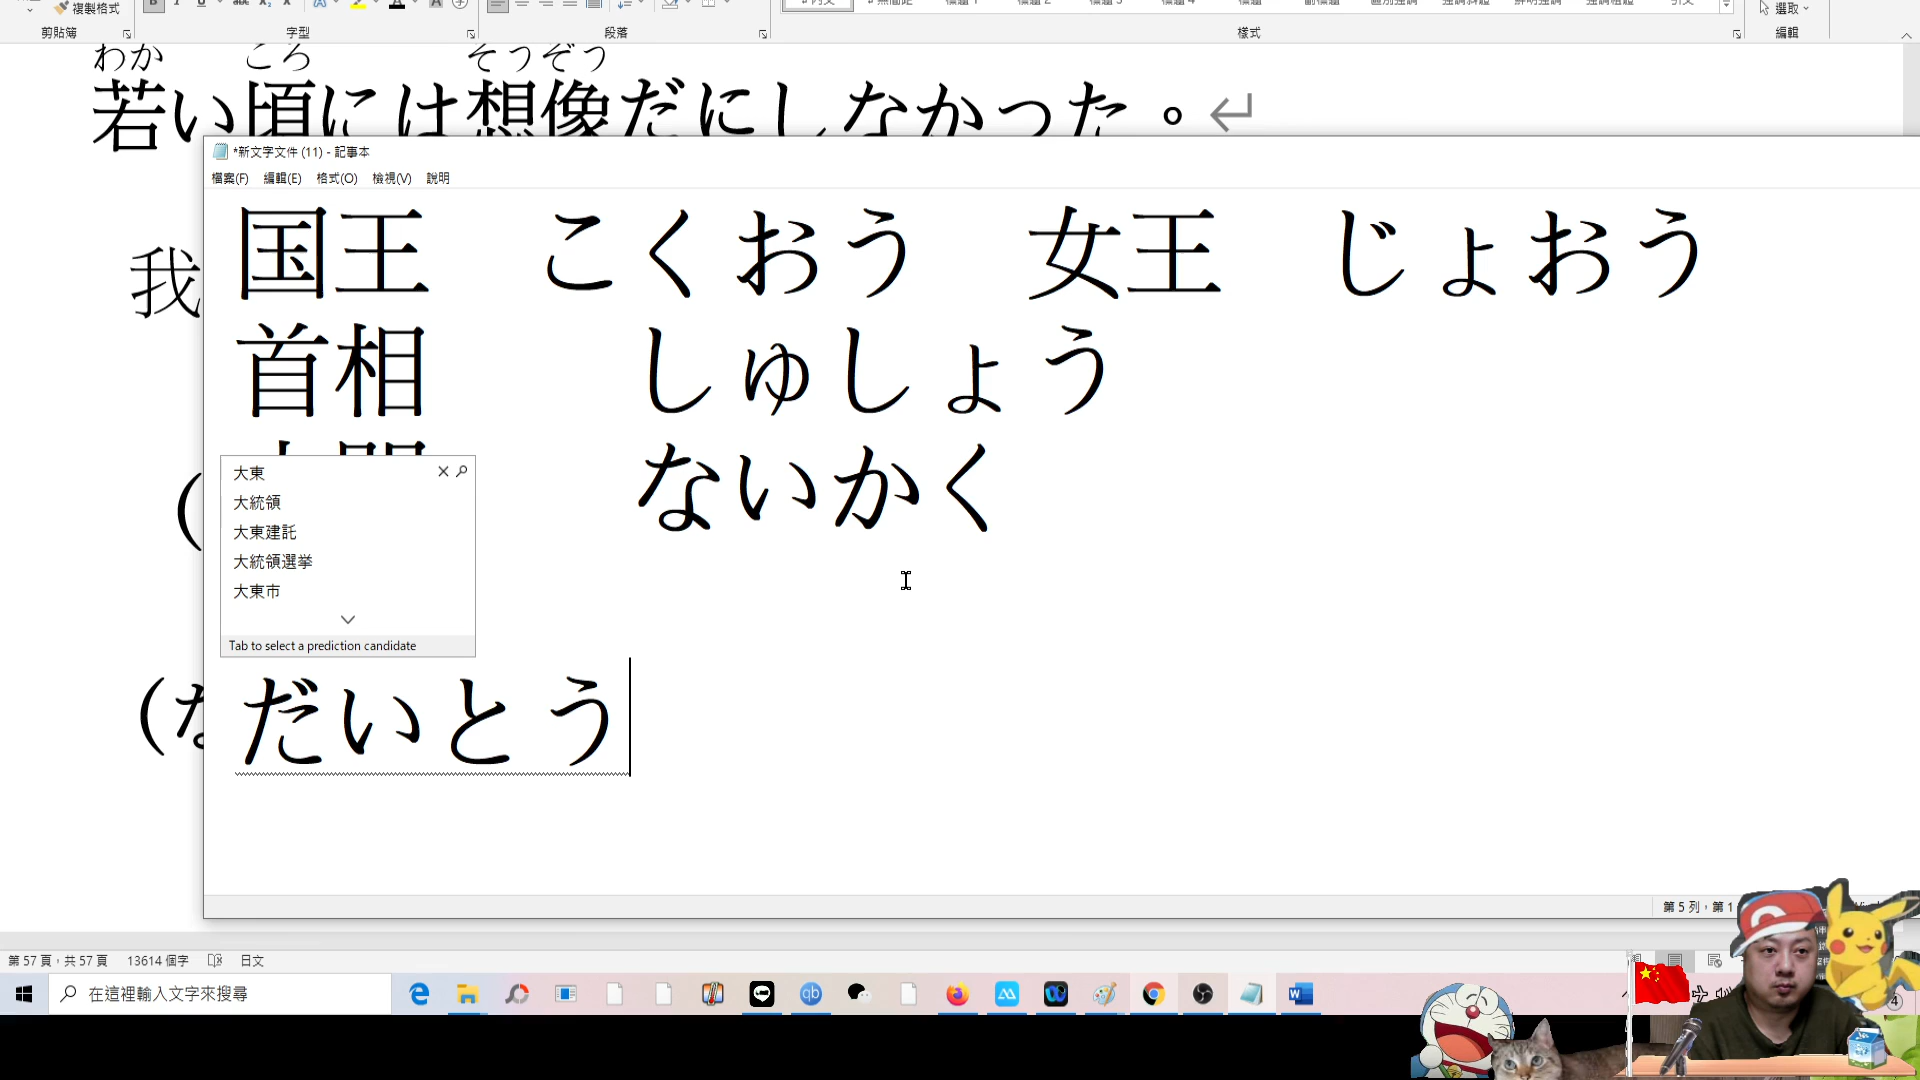 複製格式
剪貼簿 字型 段落 樣式 編輯
選取
わか ころ そうぞう
若い頃には想像だにしなかった。↵
*新文字文件 (11) - 記事本
檔案(F) 編輯(E) 格式(O) 檢視(V) 說明
国王 こくおう 女王 じょおう
我
首相 しゅしょう
ないかく
大東
大統領
大東建託
大統領選挙
大東市
Tab to select a prediction candidate
だいとう
第 5 列，第 1
第 57 頁，共 57 頁 13614 個字 日文
在這裡輸入文字來搜尋